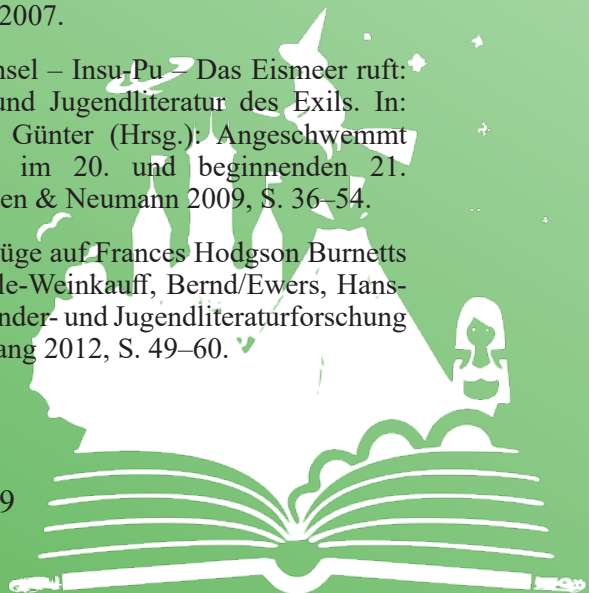 2007.
nsel – Insu-Pu – Das Eismeer ruft:
und Jugendliteratur des Exils. In:
Günter (Hrsg.): Angeschwemmt
im 20. und beginnenden 21.
en & Neumann 2009, S. 36–54.
züge auf Frances Hodgson Burnetts
le-Weinkauff, Bernd/Ewers, Hans-
nder- und Jugendliteraturforschung
ang 2012, S. 49–60.
9